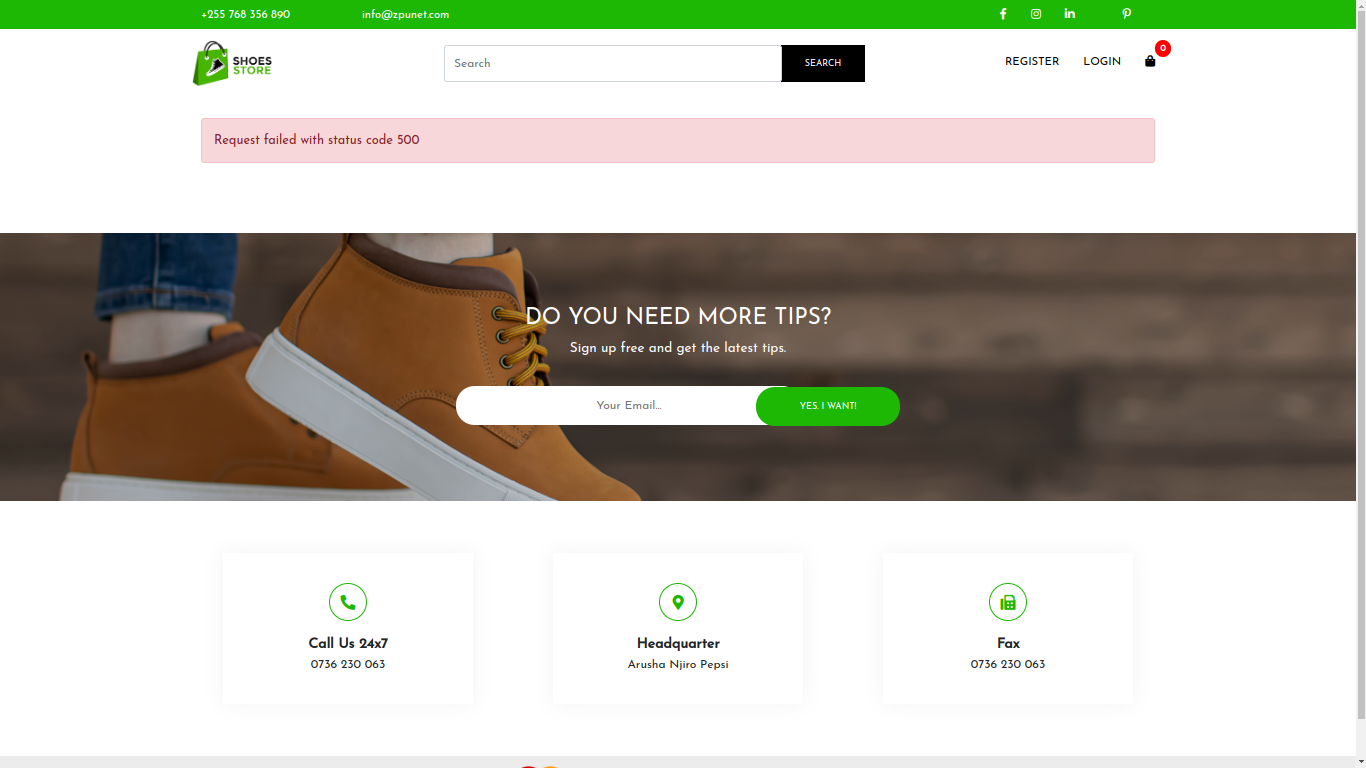 +255 768 356 890
info@zpunet.com
SHOES
STORE
Search
SEARCH
REGISTER
LOGIN
0
Request failed with status code 500
DO YOU NEED MORE TIPS?
Sign up free and get the latest tips.
Your Email...
YES. I WANT!
Call Us 24x7
0736 230 063
Headquarter
Arusha Njiro Pepsi
Fax
0736 230 063